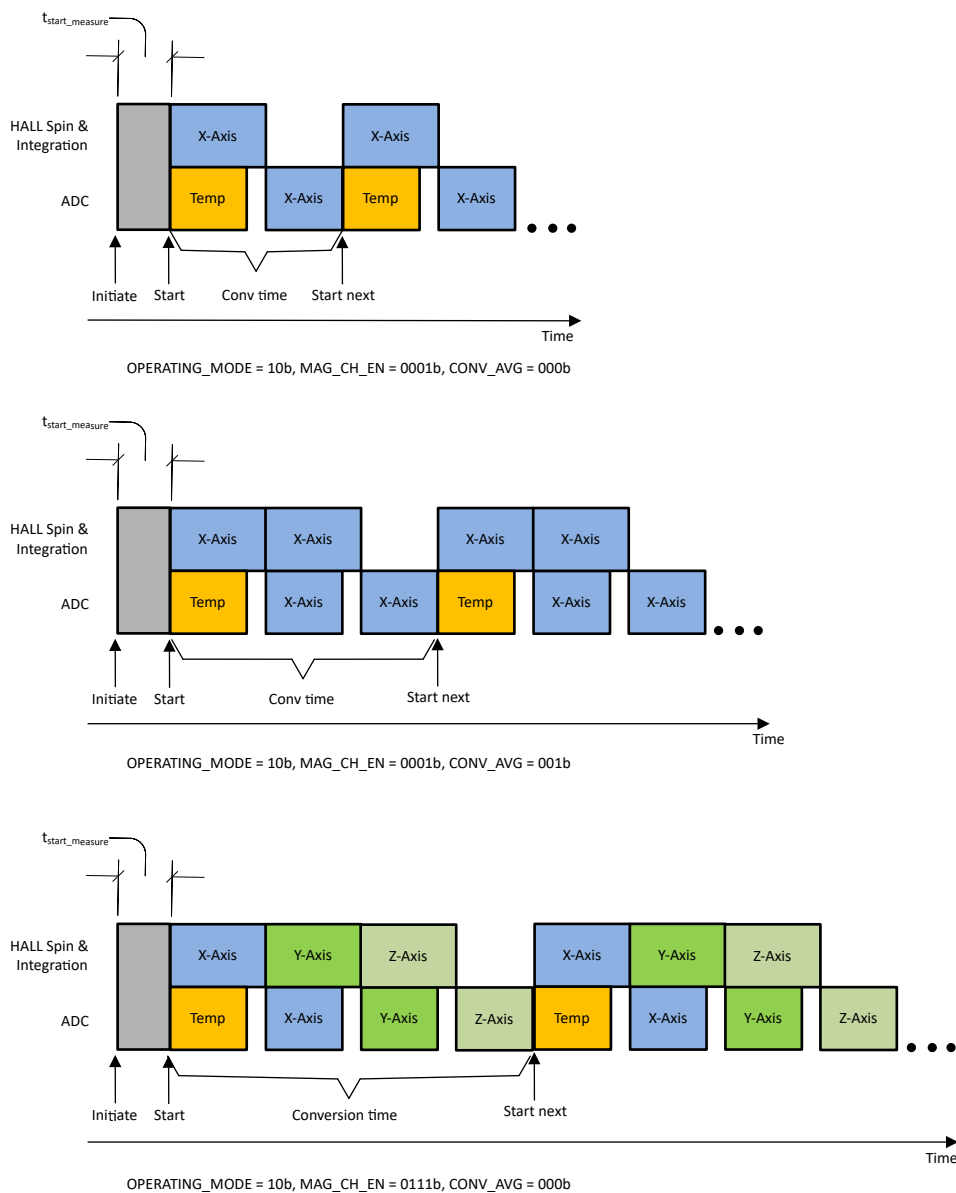 tstart_measure
HALL Spin &
Integration
X-Axis
X-Axis
ADC
Temp
X-Axis
Temp
X-Axis
Initiate
Start
Conv time
Start next
Time
OPERATING_MODE = 10b, MAG_CH_EN = 0001b, CONV_AVG = 000b
tstart_measure
HALL Spin &
Integration
X-Axis
X-Axis
X-Axis
X-Axis
ADC
Temp
X-Axis
X-Axis
Temp
X-Axis
X-Axis
Initiate
Start
Conv time
Start next
Time
OPERATING_MODE = 10b, MAG_CH_EN = 0001b, CONV_AVG = 001b
tstart_measure
HALL Spin &
Integration
X-Axis
Y-Axis
Z-Axis
X-Axis
Y-Axis
Z-Axis
ADC
Temp
X-Axis
Y-Axis
Z-Axis
Temp
X-Axis
Y-Axis
Z-Axis
Initiate
Start
Conversion time
Start next
Time
OPERATING_MODE = 10b, MAG_CH_EN = 0111b, CONV_AVG = 000b